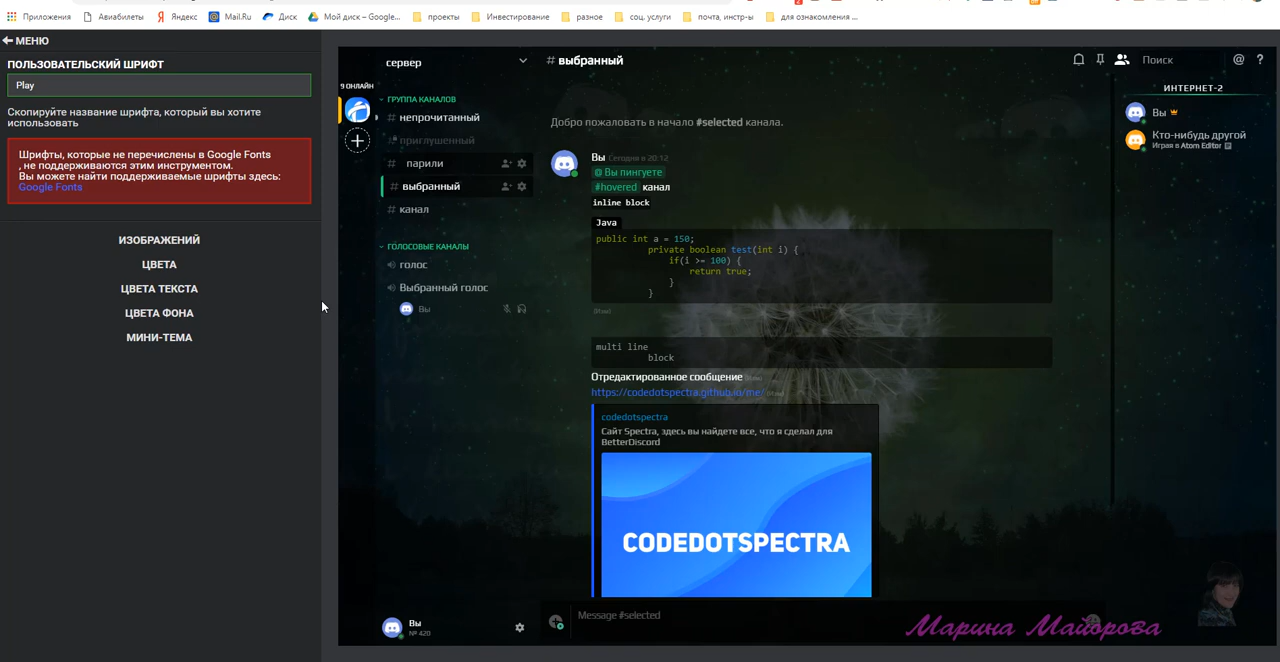 Приложения
Авиабилеты
Яндекс
Mail.Ru
Диск
Мой диск – Google...
проекты
Инвестирование
разное
соц. услуги
почта, инстр-ы
для ознакомления ...
МЕНЮ
ПОЛЬЗОВАТЕЛЬСКИЙ ШРИФТ
Play
Скопируйте название шрифта, который вы хотите
использовать
Шрифты, которые не перечислены в Google Fonts
, не поддерживаются этим инструментом.
Вы можете найти поддерживаемые шрифты здесь:
Google Fonts
ИЗОБРАЖЕНИЙ
ЦВЕТА
ЦВЕТА ТЕКСТА
ЦВЕТА ФОНА
МИНИ-ТЕМА
9 ОНЛАЙН
сервер
ГРУППА КАНАЛОВ
# непрочитанный
приглушенный
# парили
# выбранный
# канал
ГОЛОСОВЫЕ КАНАЛЫ
голос
Выбранный голос
Вы
Вы
№ 420
# выбранный
Поиск
@ ?
Добро пожаловать в начало #selected канала.
Вы Сегодня в 20:12
@ Вы пингуете
#hovered канал
inline block
Java
public int a = 150;
private boolean test(int i) {
if(i >= 100) {
return true;
}
}
multi line
block
Отредактированное сообщение
https://codedotspectra.github.io/me/
codedotspectra
Сайт Spectra, здесь вы найдете все, что я сделал для
BetterDiscord
CODEDOTSPECTRA
Message #selected
ИНТЕРНЕТ-2
Вы
Кто-нибудь другой
Играя в Atom Editor
Марина Майорова